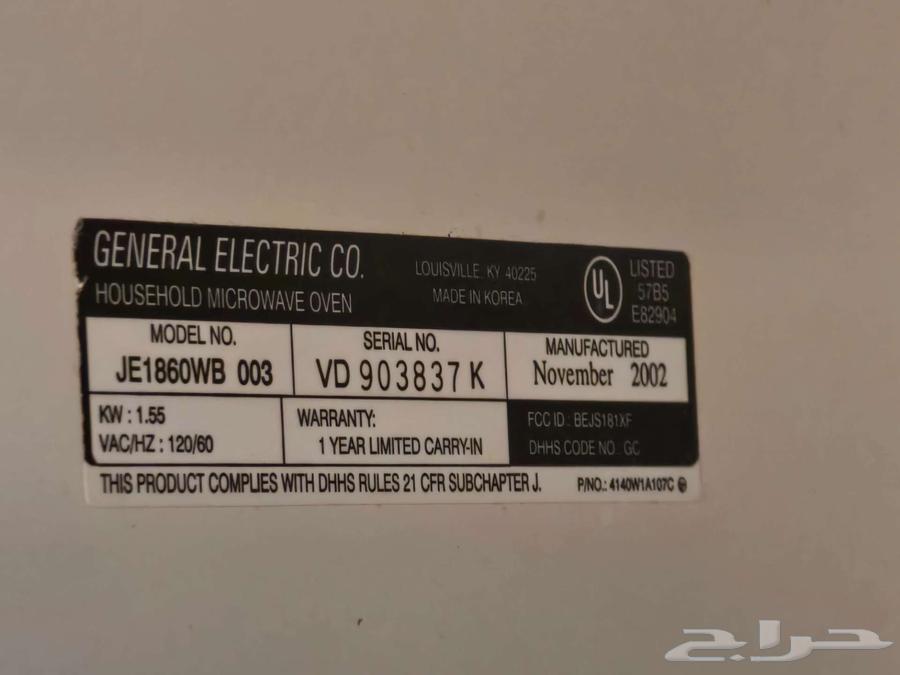 GENERAL ELECTRIC CO.
HOUSEHOLD MICROWAVE OVEN
LOUISVILLE, KY 40225
MADE IN KOREA
UL
LISTED
57B5
E82904
MODEL NO.
JE1860WB 003
SERIAL NO.
VD 903837 K
MANUFACTURED
November 2002
KW : 1.55
VAC/HZ : 120/60
WARRANTY:
1 YEAR LIMITED CARRY-IN
FCC ID : BEJS181XF
DHHS CODE NO. GC
THIS PRODUCT COMPLIES WITH DHHS RULES 21 CFR SUBCHAPTER J.
P/NO.: 4140W1A107C
حراج